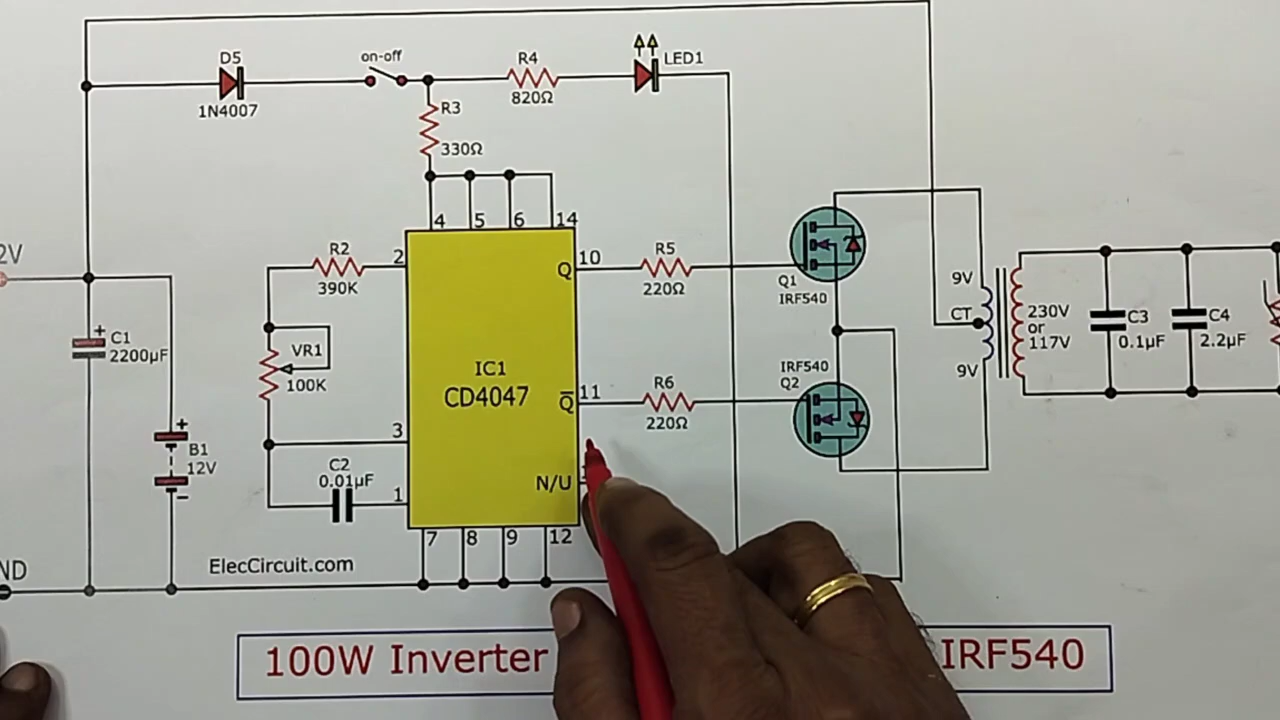 D5
1N4007
on-off
R4
820Ω
LED1
R3
330Ω
4 5 6 14
2V
R2
390K
2
10
Q
R5
220Ω
Q1
IRF540
9V
CT
9V
230V
or
117V
C3
0.1µF
C4
2.2µF
+
C1
2200µF
VR1
100K
IC1
CD4047
11
Q̅
R6
220Ω
IRF540
Q2
3
+
B1
12V
−
C2
0.01µF
1
N/U
7 8 9 12
ND
ElecCircuit.com
100W Inverter
IRF540